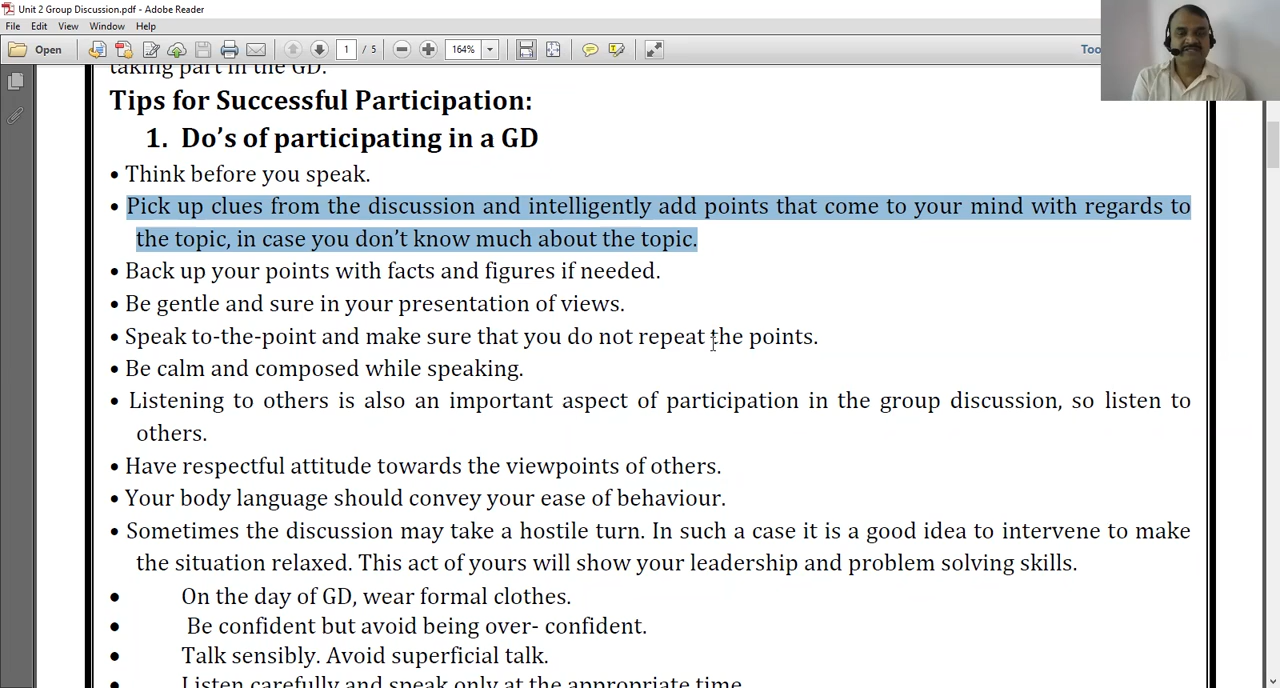 Unit 2 Group Discussion.pdf - Adobe Reader
File Edit View Window Help
Open 1 / 5 164% Too
taking part in the GD.
Tips for Successful Participation:
1. Do’s of participating in a GD
• Think before you speak.
• Pick up clues from the discussion and intelligently add points that come to your mind with regards to
the topic, in case you don’t know much about the topic.
• Back up your points with facts and figures if needed.
• Be gentle and sure in your presentation of views.
• Speak to-the-point and make sure that you do not repeat the points.
• Be calm and composed while speaking.
• Listening to others is also an important aspect of participation in the group discussion, so listen to
others.
• Have respectful attitude towards the viewpoints of others.
• Your body language should convey your ease of behaviour.
• Sometimes the discussion may take a hostile turn. In such a case it is a good idea to intervene to make
the situation relaxed. This act of yours will show your leadership and problem solving skills.
• On the day of GD, wear formal clothes.
• Be confident but avoid being over- confident.
• Talk sensibly. Avoid superficial talk.
• Listen carefully and speak only at the appropriate time